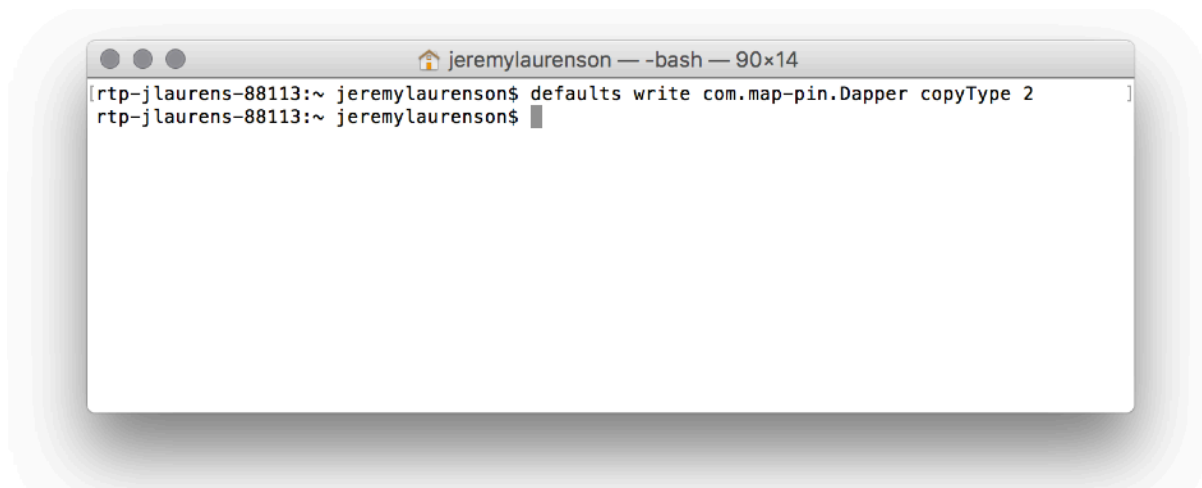 jeremylaurenson — -bash — 90×14
[rtp-jlaurens-88113:~ jeremylaurenson$ defaults write com.map-pin.Dapper copyType 2 ]
rtp-jlaurens-88113:~ jeremylaurenson$